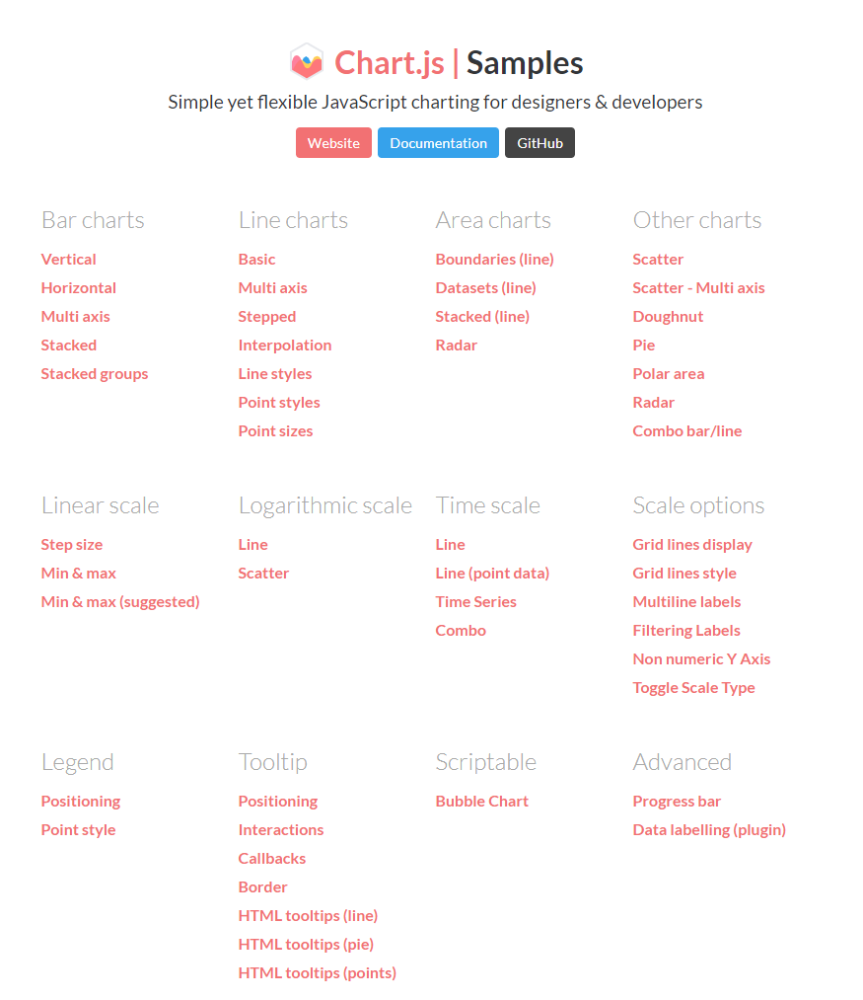 Chart.js | Samples
Simple yet flexible JavaScript charting for designers & developers
Website Documentation GitHub
Bar charts
Vertical
Horizontal
Multi axis
Stacked
Stacked groups
Line charts
Basic
Multi axis
Stepped
Interpolation
Line styles
Point styles
Point sizes
Area charts
Boundaries (line)
Datasets (line)
Stacked (line)
Radar
Other charts
Scatter
Scatter - Multi axis
Doughnut
Pie
Polar area
Radar
Combo bar/line
Linear scale
Step size
Min & max
Min & max (suggested)
Logarithmic scale
Line
Scatter
Time scale
Line
Line (point data)
Time Series
Combo
Scale options
Grid lines display
Grid lines style
Multiline labels
Filtering Labels
Non numeric Y Axis
Toggle Scale Type
Legend
Positioning
Point style
Tooltip
Positioning
Interactions
Callbacks
Border
HTML tooltips (line)
HTML tooltips (pie)
HTML tooltips (points)
Scriptable
Bubble Chart
Advanced
Progress bar
Data labelling (plugin)